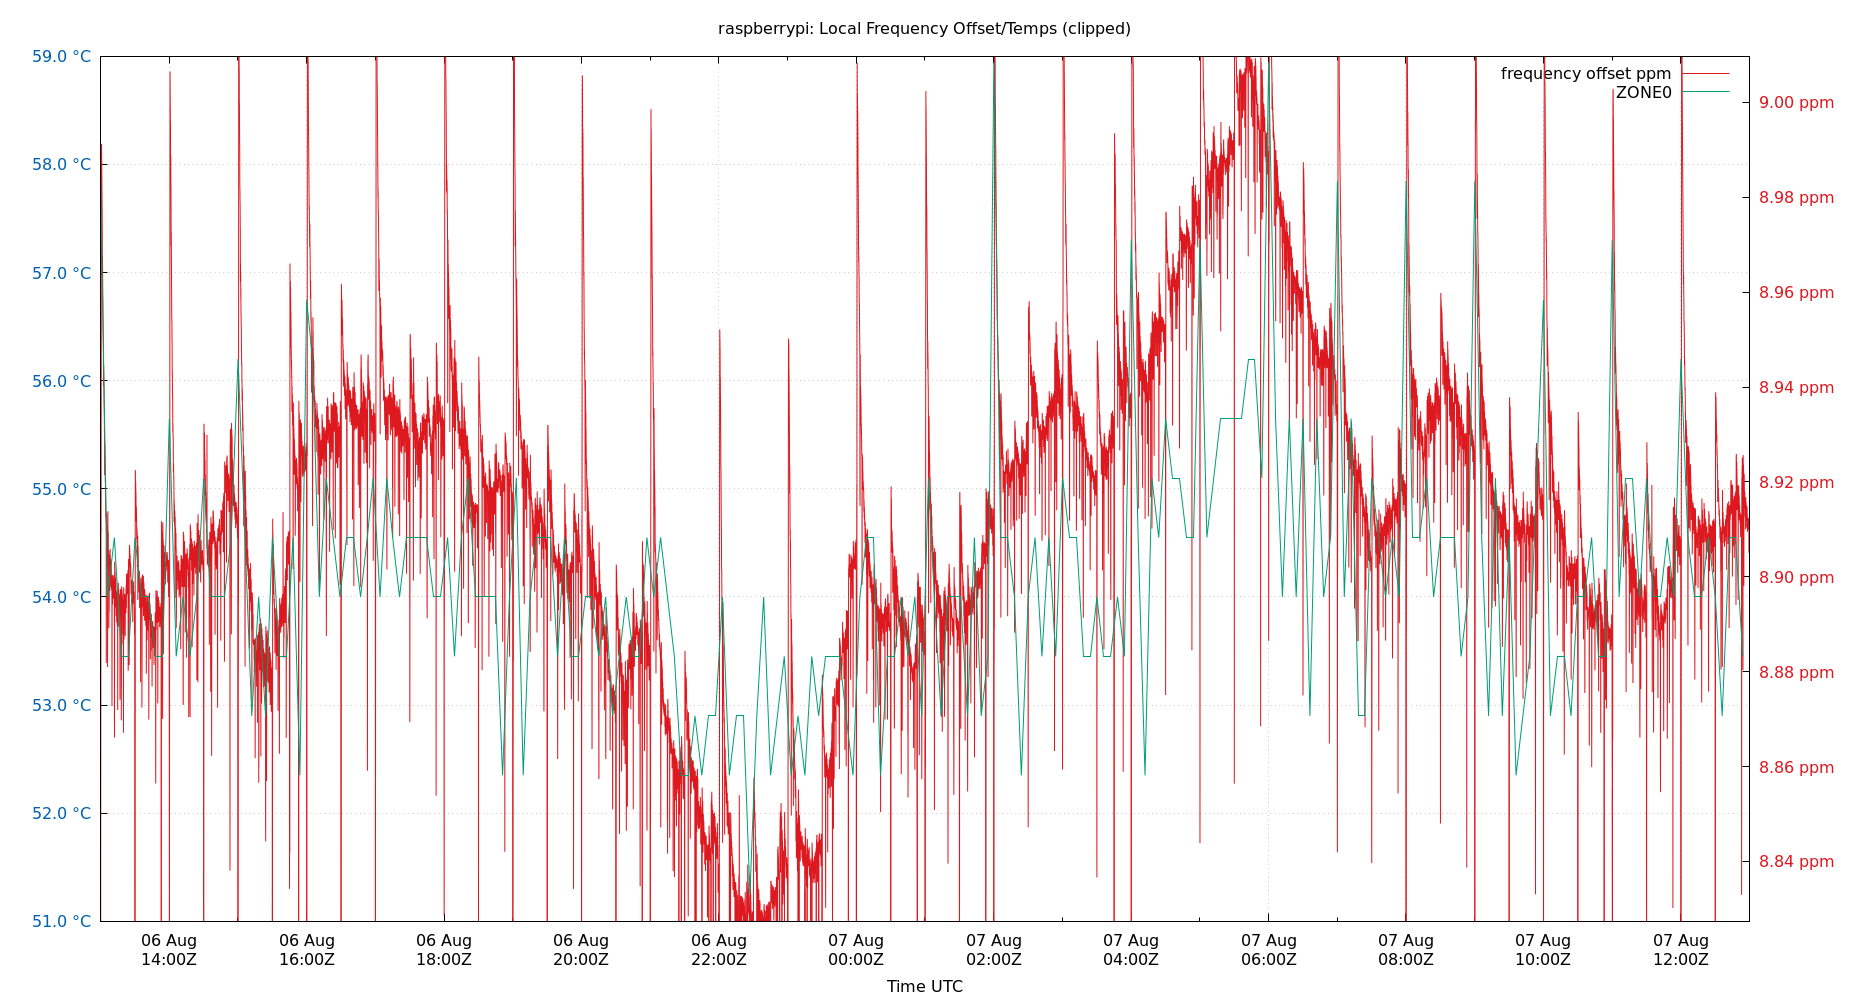 raspberrypi: Local Frequency Offset/Temps (clipped)
59.0 °C
58.0 °C
57.0 °C
56.0 °C
55.0 °C
54.0 °C
53.0 °C
52.0 °C
51.0 °C
frequency offset ppm
ZONE0
9.00 ppm
8.98 ppm
8.96 ppm
8.94 ppm
8.92 ppm
8.90 ppm
8.88 ppm
8.86 ppm
8.84 ppm
06 Aug 06 Aug 06 Aug 06 Aug 06 Aug 07 Aug 07 Aug 07 Aug 07 Aug 07 Aug 07 Aug 07 Aug
14:00Z 16:00Z 18:00Z 20:00Z 22:00Z 00:00Z 02:00Z 04:00Z 06:00Z 08:00Z 10:00Z 12:00Z
Time UTC